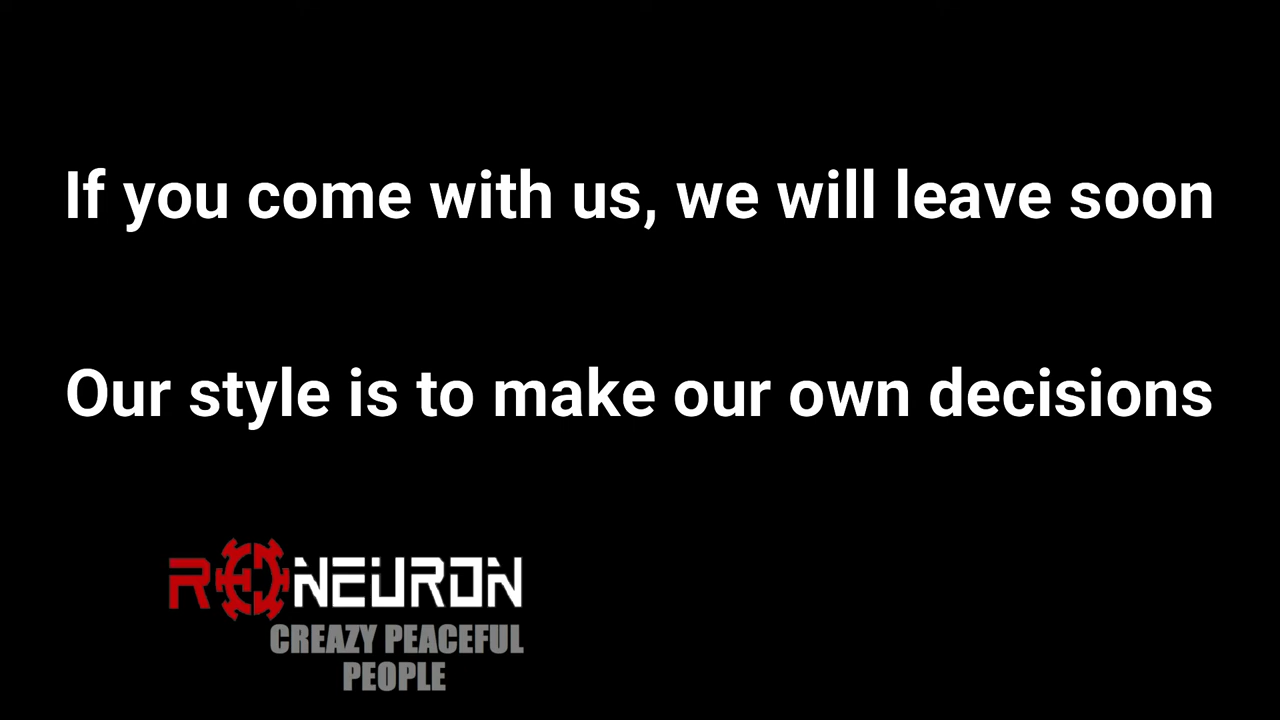 If you come with us, we will leave soon
Our style is to make our own decisions
RONEURON
CREAZY PEACEFUL
PEOPLE